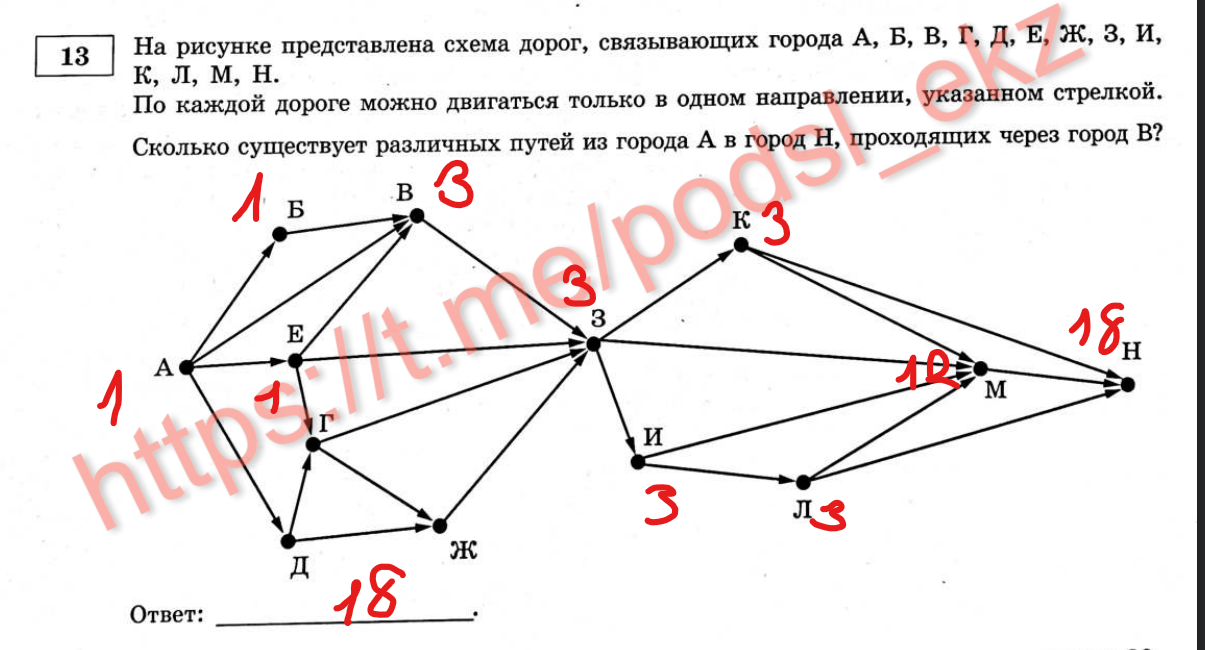 13
На рисунке представлена схема дорог, связывающих города А, Б, В, Г, Д, Е, Ж, З, И,
К, Л, М, Н.
По каждой дороге можно двигаться только в одном направлении, указанном стрелкой.
Сколько существует различных путей из города А в город Н, проходящих через город В?
https://t.me/podsl_ekz
1
Б
В
3
К
3
3
З
18
Н
Е
А
1
1
12
М
Г
И
3
Л
3
Д
Ж
Ответ: 18.